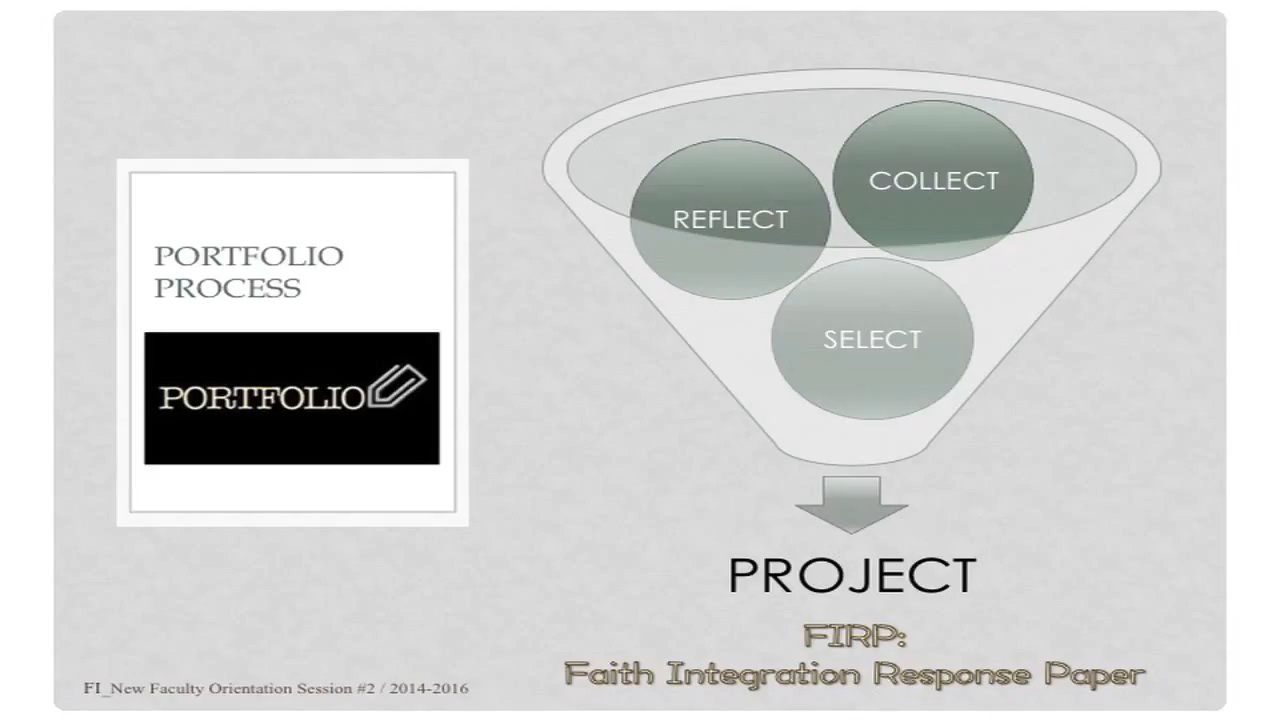 PORTFOLIO
PROCESS
PORTFOLIO
COLLECT
REFLECT
SELECT
PROJECT
FIRP:
Faith Integration Response Paper
FI_New Faculty Orientation Session #2 / 2014-2016